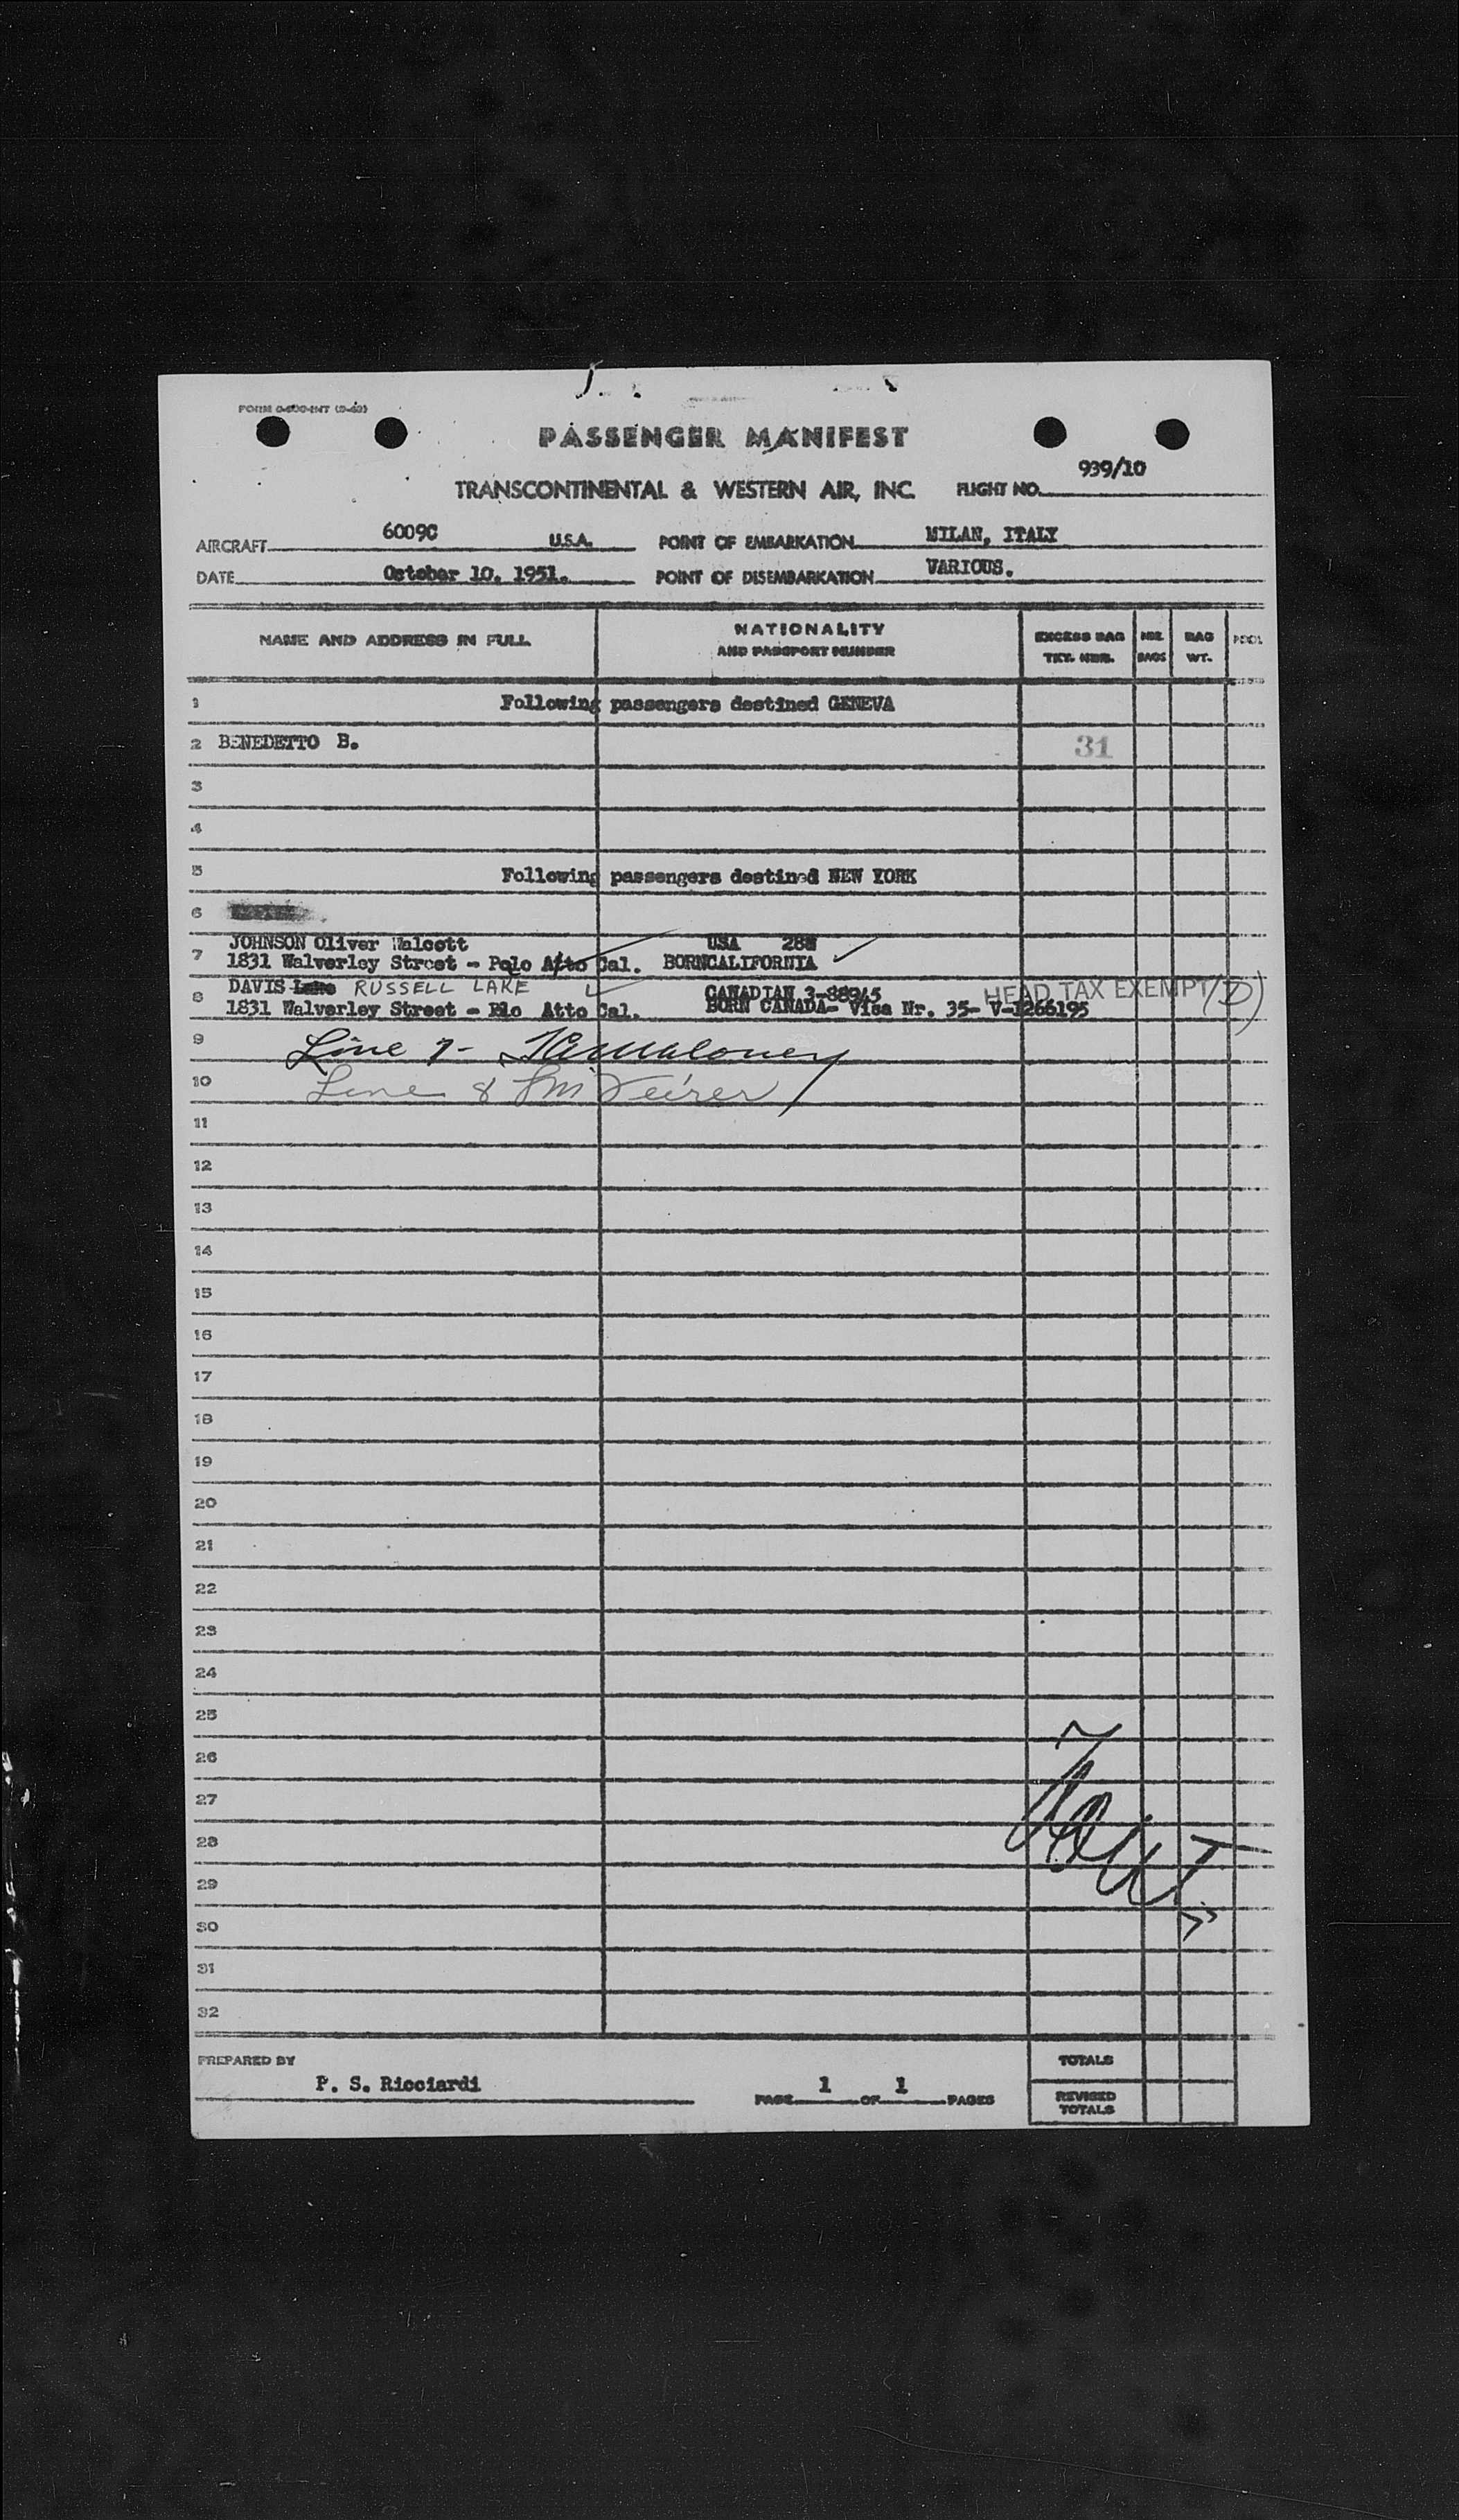 PASSENGER MANIFEST
TRANSCONTINENTAL & WESTERN AIR, INC. FLIGHT NO. 939/10
AIRCRAFT 6009C U.S.A. POINT OF EMBARKATION MILAN, ITALY
DATE October 10, 1951. POINT OF DISEMBARKATION VARIOUS.
NAME AND ADDRESS IN FULL NATIONALITY AND PASSPORT NUMBER EXCESS BAG TKT. NBR. NBR. BAGS BAG WT.
1 Following passengers destined GENEVA
2 BENEDETTO B. 31
3
4
5 Following passengers destined NEW YORK
6
JOHNSON Oliver Walcott USA
7 1831 Walverley Street - Polo Atto Cal. BORNCALIFORNIA
DAVIS Lake RUSSELL LAKE CANADIAN 3-88945 HEAD TAX EXEMPT (D)
8 1831 Walverley Street - Atto Cal. BORN CANADA- Visa Nr. 35- V-1266195
9 Line 7-
10 Line 8
11
12
13
14
15
16
17
18
19
20
21
22
23
24
25
26
27
28
29
30
31
32
PREPARED BY P. S. Ricciardi PAGE 1 OF 1 PAGES
TOTALS
REVISED TOTALS